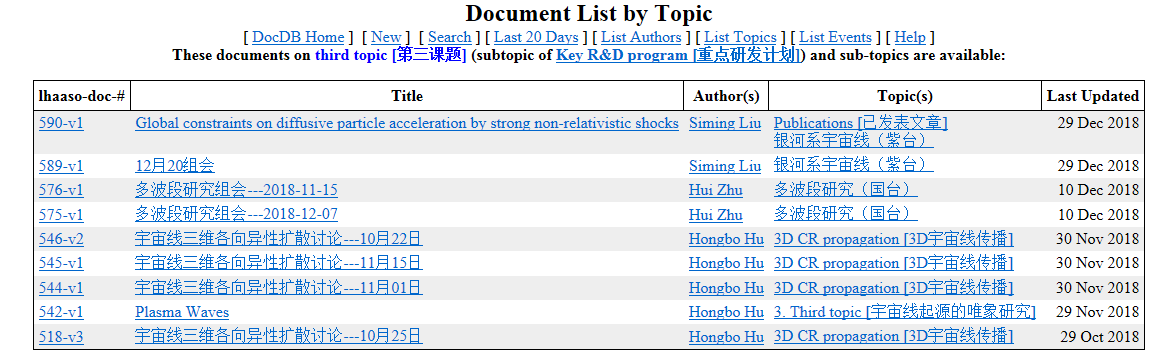 Document List by Topic
[ DocDB Home ] [ New ] [ Search ] [ Last 20 Days ] [ List Authors ] [ List Topics ] [ List Events ] [ Help ]
These documents on third topic [第三课题] (subtopic of Key R&D program [重点研发计划]) and sub-topics are available:
lhaaso-doc-# Title Author(s) Topic(s) Last Updated
590-v1 Global constraints on diffusive particle acceleration by strong non-relativistic shocks Siming Liu Publications [已发表文章] 29 Dec 2018
银河系宇宙线（紫台）
589-v1 12月20组会 Siming Liu 银河系宇宙线（紫台） 29 Dec 2018
576-v1 多波段研究组会---2018-11-15 Hui Zhu 多波段研究（国台） 10 Dec 2018
575-v1 多波段研究组会---2018-12-07 Hui Zhu 多波段研究（国台） 10 Dec 2018
546-v2 宇宙线三维各向异性扩散讨论---10月22日 Hongbo Hu 3D CR propagation [3D宇宙线传播] 30 Nov 2018
545-v1 宇宙线三维各向异性扩散讨论---11月15日 Hongbo Hu 3D CR propagation [3D宇宙线传播] 30 Nov 2018
544-v1 宇宙线三维各向异性扩散讨论---11月01日 Hongbo Hu 3D CR propagation [3D宇宙线传播] 30 Nov 2018
542-v1 Plasma Waves Hongbo Hu 3. Third topic [宇宙线起源的唯象研究] 29 Nov 2018
518-v3 宇宙线三维各向异性扩散讨论---10月25日 Hongbo Hu 3D CR propagation [3D宇宙线传播] 29 Oct 2018